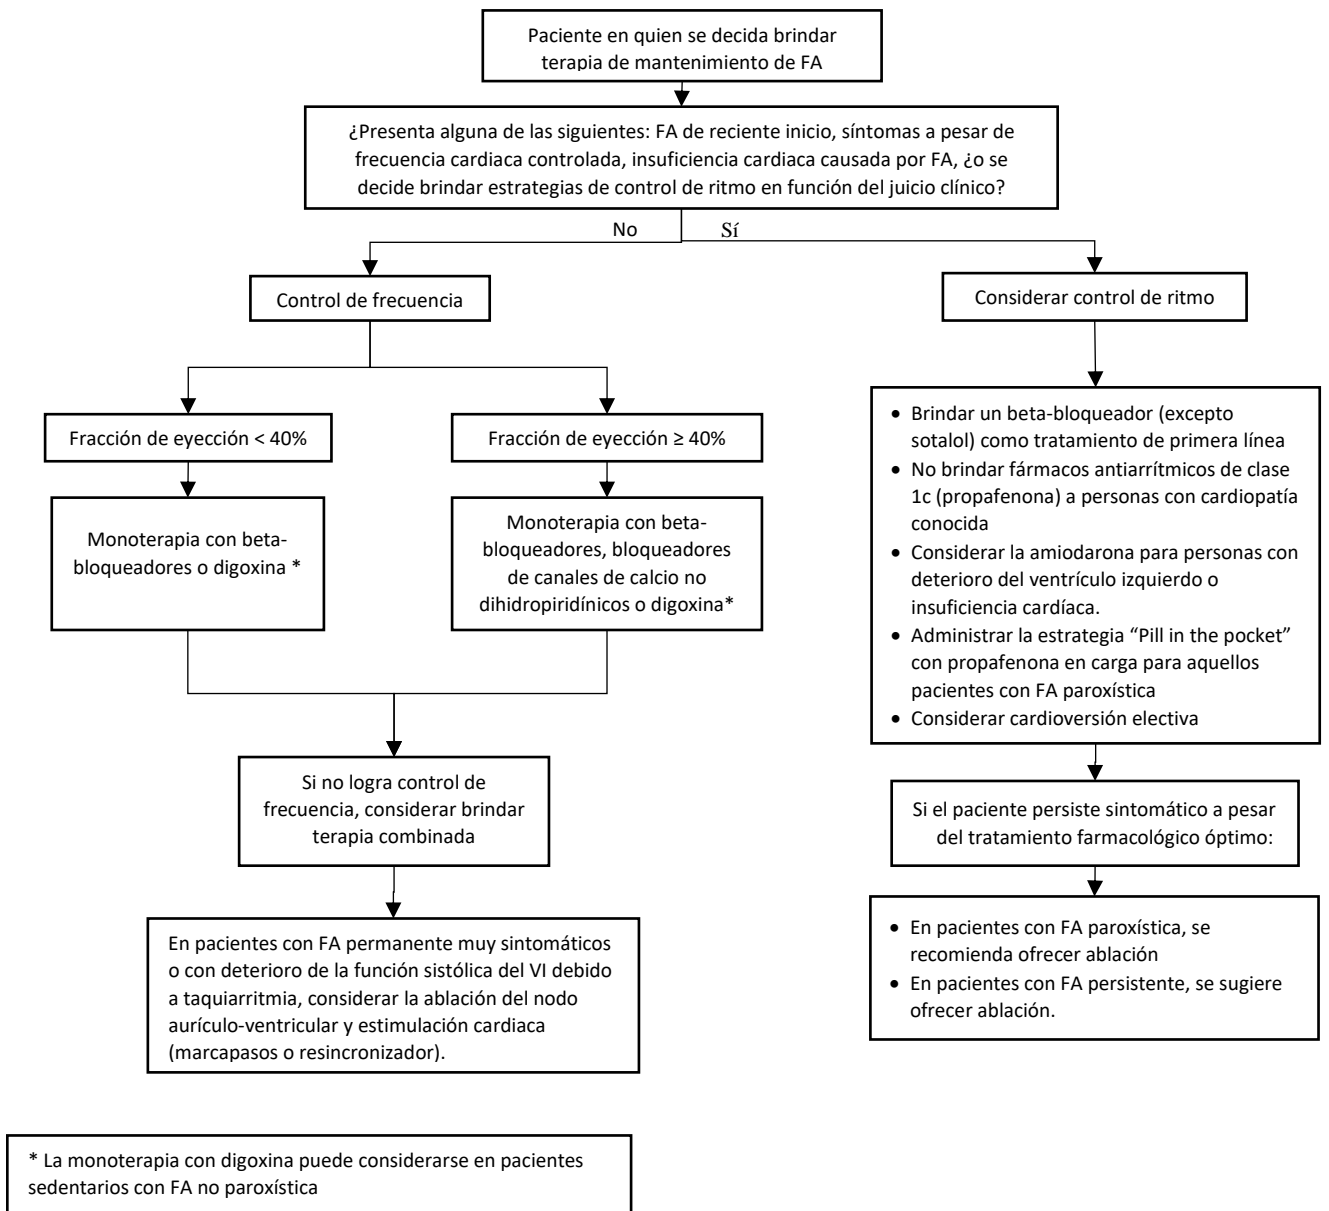 Paciente en quien se decida brindar
terapia de mantenimiento de FA
¿Presenta alguna de las siguientes: FA de reciente inicio, síntomas a pesar de
frecuencia cardiaca controlada, insuficiencia cardiaca causada por FA, ¿o se
decide brindar estrategias de control de ritmo en función del juicio clínico?
No
Sí
Control de frecuencia
Considerar control de ritmo
Fracción de eyección < 40%
Fracción de eyección ≥ 40%
Monoterapia con beta-
bloqueadores o digoxina *
Monoterapia con beta-
bloqueadores, bloqueadores
de canales de calcio no
dihidropiridínicos o digoxina*
• Brindar un beta-bloqueador (excepto
sotalol) como tratamiento de primera línea
• No brindar fármacos antiarrítmicos de clase
1c (propafenona) a personas con cardiopatía
conocida
• Considerar la amiodarona para personas con
deterioro del ventrículo izquierdo o
insuficiencia cardíaca.
• Administrar la estrategia “Pill in the pocket”
con propafenona en carga para aquellos
pacientes con FA paroxística
• Considerar cardioversión electiva
Si no logra control de
frecuencia, considerar brindar
terapia combinada
Si el paciente persiste sintomático a pesar
del tratamiento farmacológico óptimo:
En pacientes con FA permanente muy sintomáticos
o con deterioro de la función sistólica del VI debido
a taquiarritmia, considerar la ablación del nodo
aurículo-ventricular y estimulación cardiaca
(marcapasos o resincronizador).
• En pacientes con FA paroxística, se
recomienda ofrecer ablación
• En pacientes con FA persistente, se sugiere
ofrecer ablación.
* La monoterapia con digoxina puede considerarse en pacientes
sedentarios con FA no paroxística